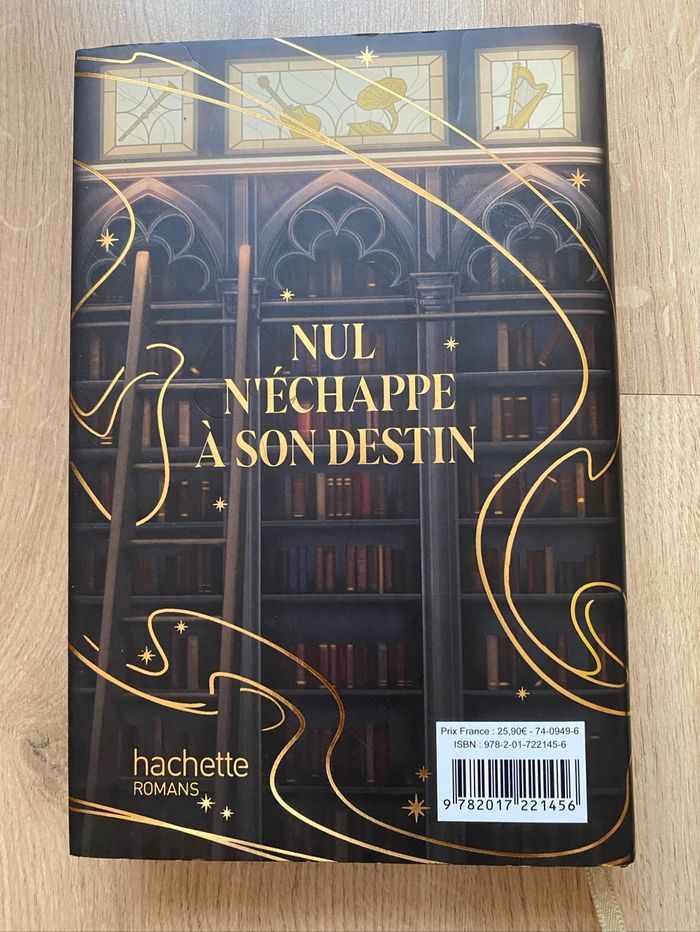 NUL
N'ÉCHAPPE
À SON DESTIN
hachette
ROMANS
Prix France : 25,90€ - 74-0949-6
ISBN : 978-2-01-722145-6
9 782017 221456